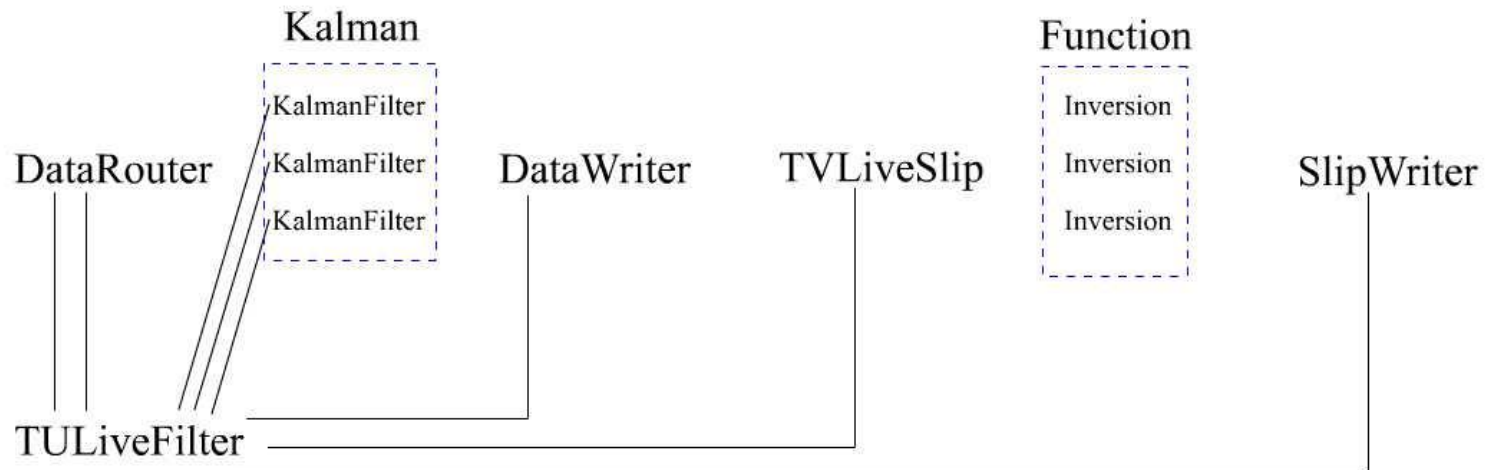 Kalman
Function
KalmanFilter
Inversion
DataRouter
KalmanFilter
DataWriter
TVLiveSlip
Inversion
SlipWriter
KalmanFilter
Inversion
TULiveFilter